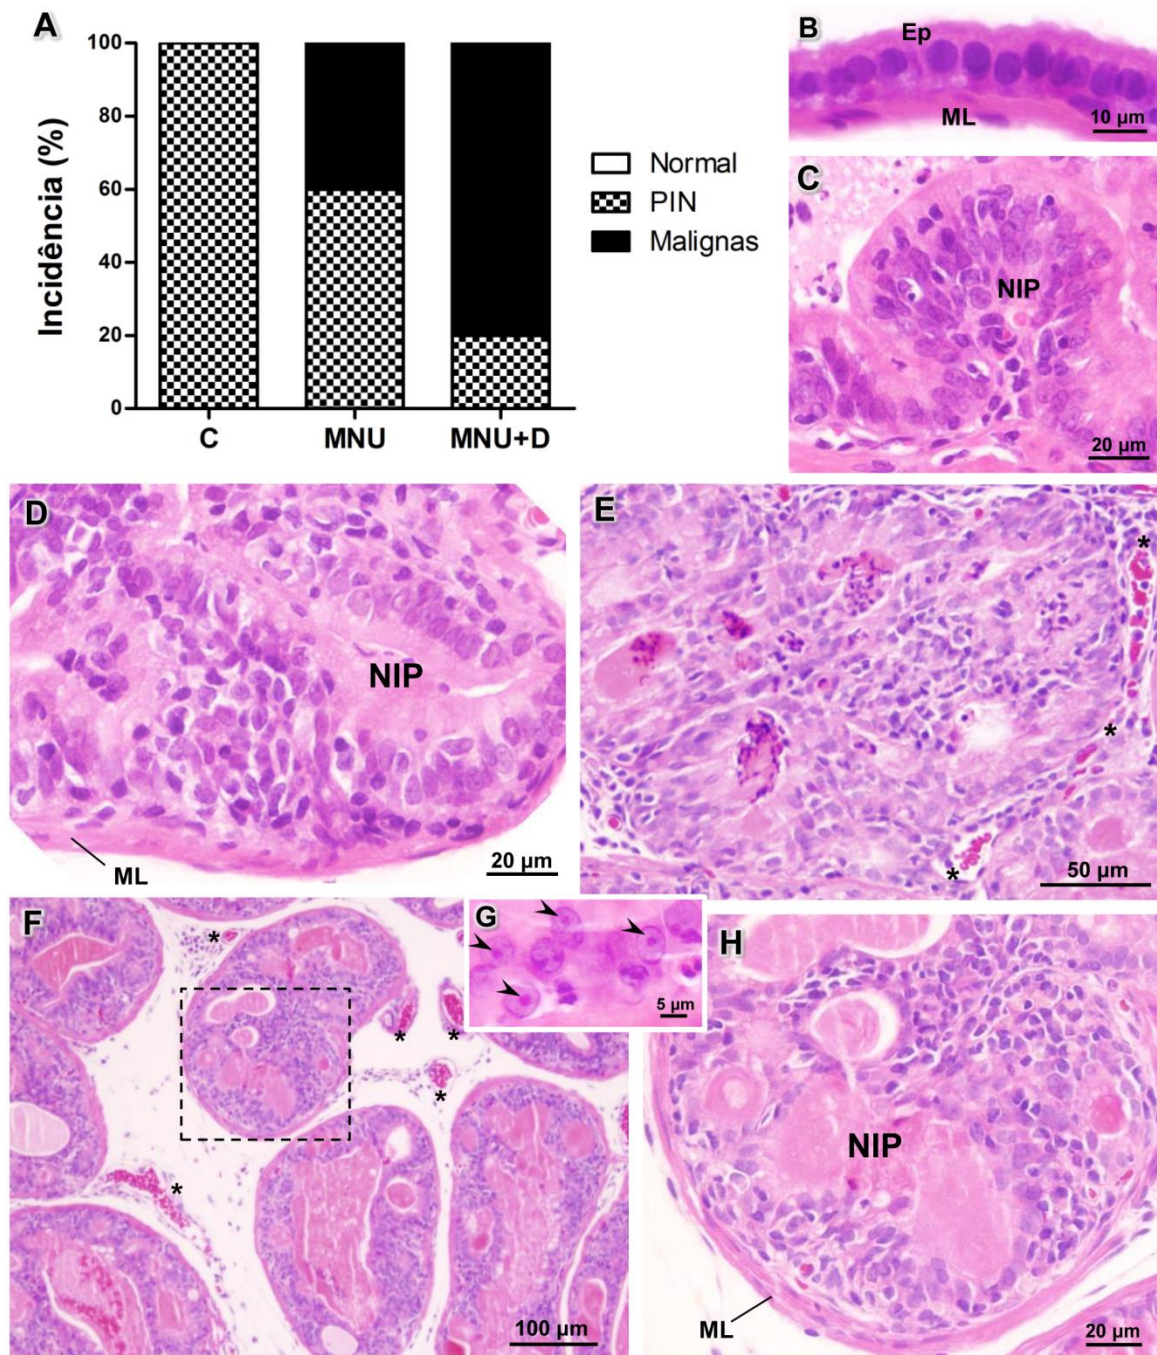 A
100
80
60
40
20
0
Incidência (%)
C
MNU
MNU+D
Normal
PIN
Malignas
B
Ep
ML
10 µm
C
NIP
20 µm
D
NIP
ML
20 µm
E
*
*
*
50 µm
F
*
*
*
*
*
100 µm
G
5 µm
H
NIP
ML
20 µm